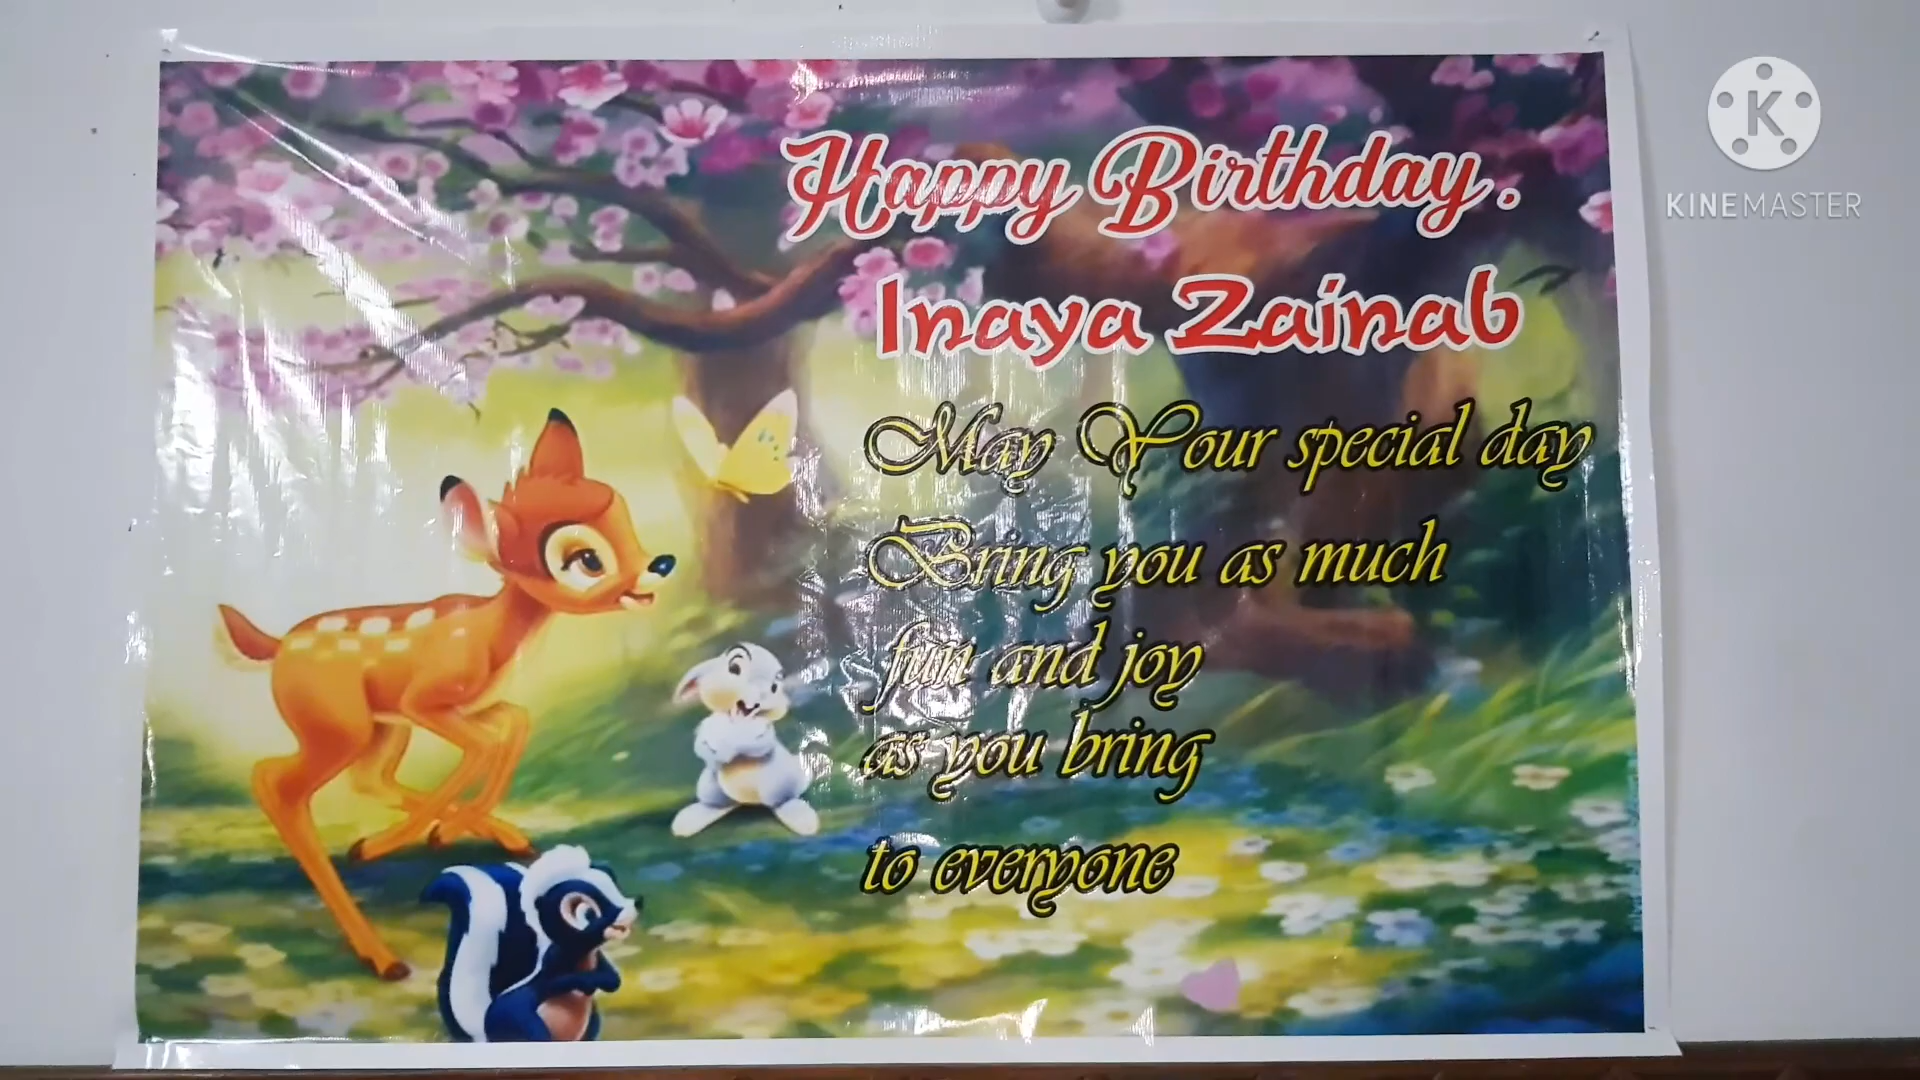 Happy Birthday.
Inaya Zainab
May Your special day
Bring you as much
fun and joy
as you bring
to everyone
K
KINEMASTER